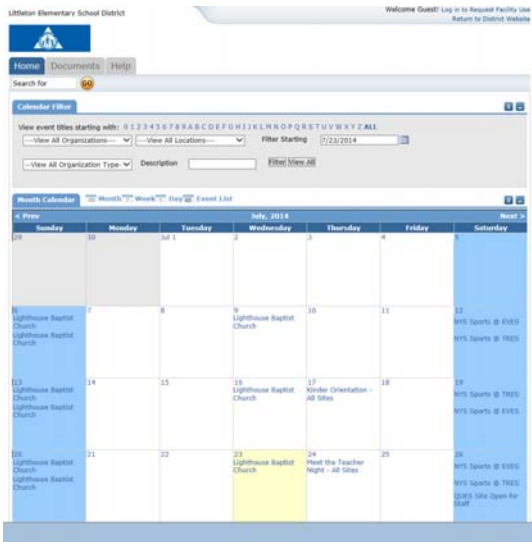 Littleton Elementary School District
Welcome Guest! Log in to Request Facility Use
Return to District Website
Home Documents Help
Search for GO
Calendar Filter
View event titles starting with: 0 1 2 3 4 5 6 7 8 9 A B C D E F G H I J K L M N O P Q R S T U V W X Y Z ALL
---View All Organizations--- ---View All Locations--- Filter Starting 7/23/2014
--View All Organization Type- Description Filter View All
Month Calendar Month Week Day Event List
< Prev July, 2014 Next >
Sunday Monday Tuesday Wednesday Thursday Friday Saturday
29 30 Jul 1 2 3 4 5
6 7 8 9 10 11 12
Lighthouse Baptist Lighthouse Baptist NYS Sports @ EVES
Church Church
Lighthouse Baptist NYS Sports @ TRES
Church
13 14 15 16 17 18 19
Lighthouse Baptist Lighthouse Baptist Kinder Orientation - NYS Sports @ TRES
Church Church All Sites
Lighthouse Baptist NYS Sports @ EVES
Church
20 21 22 23 24 25 26
Lighthouse Baptist Lighthouse Baptist Meet the Teacher NYS Sports @ EVES
Church Church Night - All Sites
Lighthouse Baptist NYS Sports @ TRES
Church
QUES Site Open for
Staff